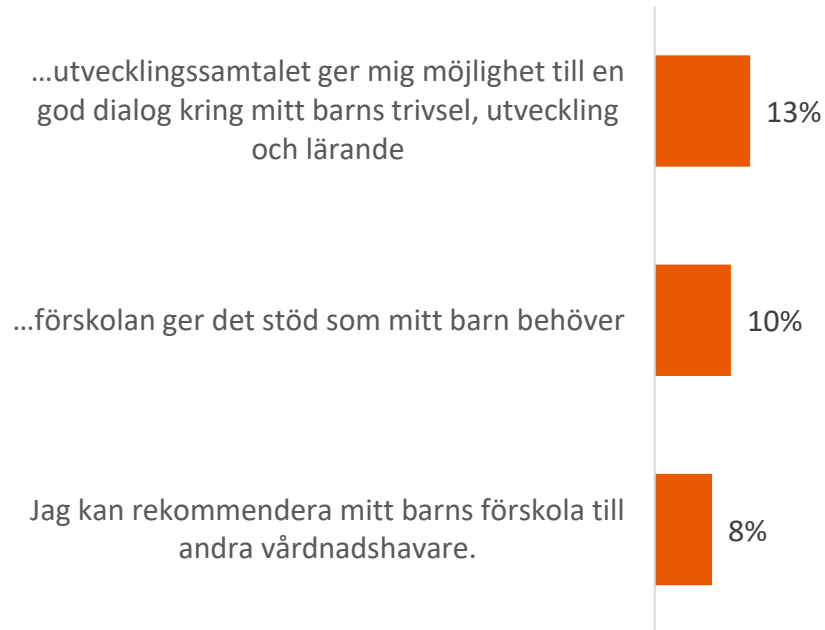 ...utvecklingssamtalet ger mig möjlighet till en
god dialog kring mitt barns trivsel, utveckling
och lärande
13%
...förskolan ger det stöd som mitt barn behöver
10%
Jag kan rekommendera mitt barns förskola till
andra vårdnadshavare.
8%